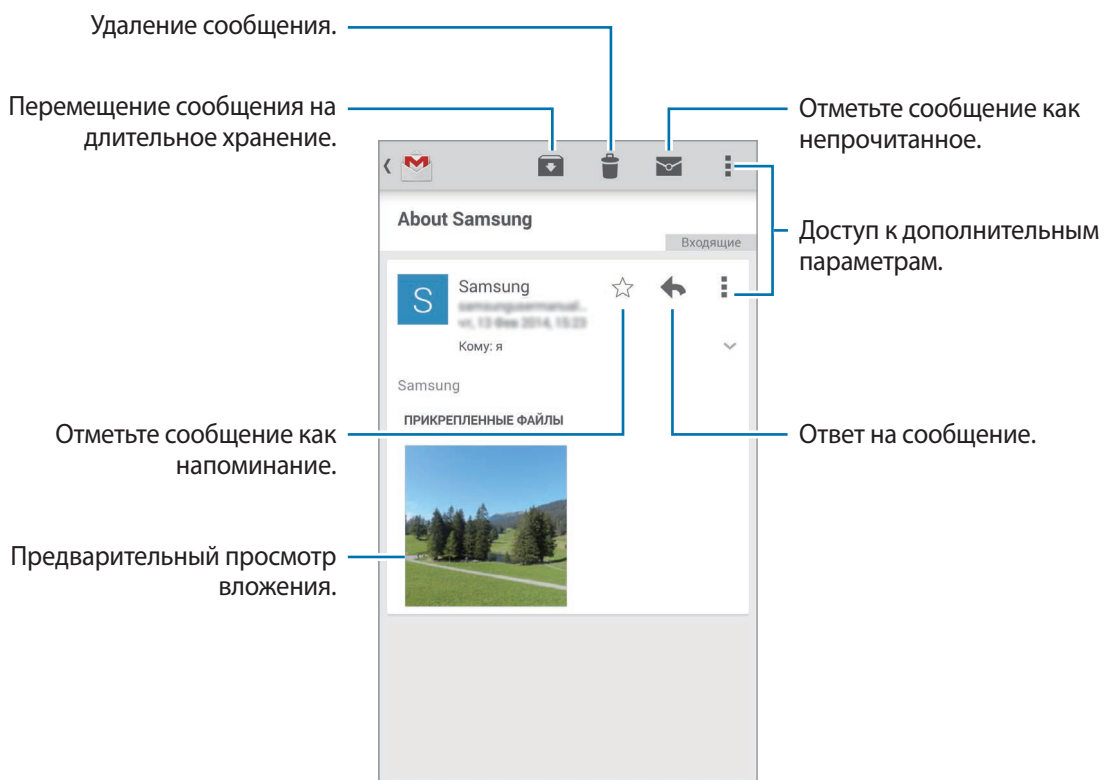 Удаление сообщения.
Перемещение сообщения на
длительное хранение.
Отметьте сообщение как
непрочитанное.
About Samsung
Входящие
Доступ к дополнительным
параметрам.
S
Samsung
Кому: я
Samsung
ПРИКРЕПЛЕННЫЕ ФАЙЛЫ
Отметьте сообщение как
напоминание.
Ответ на сообщение.
Предварительный просмотр
вложения.